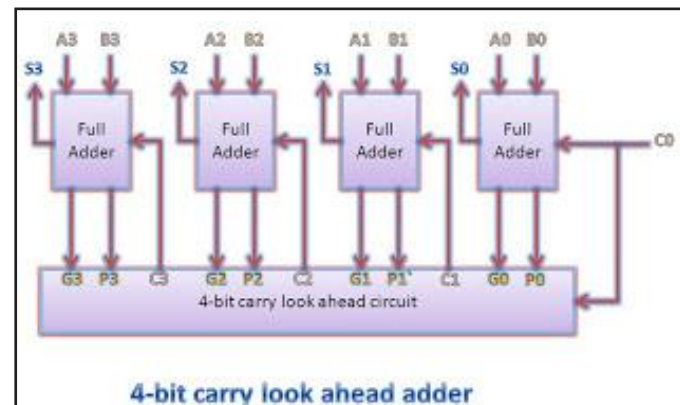 A3 B3 A2 B2 A1 B1 A0 B0
S3 S2 S1 S0
Full Adder
Full Adder
Full Adder
Full Adder
C0
G3 P3 C3 G2 P2 C2 G1 P1` C1 G0 P0
4-bit carry look ahead circuit
4-bit carry look ahead adder